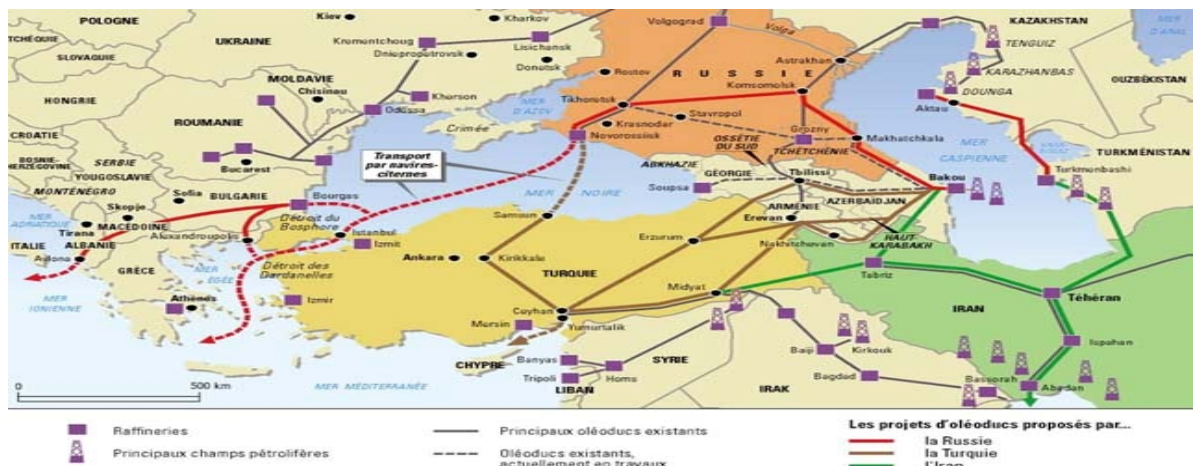 POLOGNE
Kiev
Kharkov
Volgograd
Volga
KAZAKHSTAN
MER D'ARAL
TCHÉQUIE
UKRAINE
Krementchoug
Lisichansk
Dniepropetrovsk
Donetsk
TENGUIZ
SLOVAQUIE
Astrakhan
KARAZHANBAS
OUZBÉKISTAN
MOLDAVIE
Chisinau
Rostov
RUSSIE
Komsomolsk
DOUNGA
HONGRIE
Kherson
Odessa
MER D'AZOV
Tikhoretsk
Aktau
ROUMANIE
Crimée
Krasnodar
Stavropol
Grozny
Makhatchkala
CROATIE
BOSNIE-HERZÉGOVINE
SERBIE
Bucarest
Transport par navires-citernes
Novorossiisk
OSSÉTIE DU SUD
TCHÉTCHÉNIE
MER CASPIENNE
TURKMÉNISTAN
YOUGOSLAVIE
ABKHAZIE
Tbilissi
Turkmenbashi
MONTÉNÉGRO
Sofia
BULGARIE
Bourgas
MER NOIRE
GÉORGIE
Soupsa
Bakou
MER ADRIATIQUE
Skopje
Tirana
MACÉDOINE
Détroit du Bosphore
Samsun
ARMÉNIE
AZERBAÏDJAN
Erevan
ITALIE
ALBANIE
Alexandroupolis
Istanbul
Izmit
Erzurum
HAUT-KARABAKH
Nakhitchevan
GRÈCE
MER ÉGÉE
Détroit des Dardanelles
Ankara
Kirikkale
TURQUIE
Tabriz
MER IONIENNE
Athènes
Izmir
Midyat
IRAN
Téhéran
Ceyhan
Mersin
Yumurtalik
Ispahan
CHYPRE
Banyas
SYRIE
Kirkouk
Baiji
0
500 km
MER MÉDITERRANÉE
Tripoli
Homs
LIBAN
IRAK
Bagdad
Bassorah
Abadan
Raffineries
Principaux champs pétrolifères
Principaux oléoducs existants
Oléoducs existants,
actuellement en travaux
Les projets d'oléoducs proposés par...
la Russie
la Turquie
l'Iran